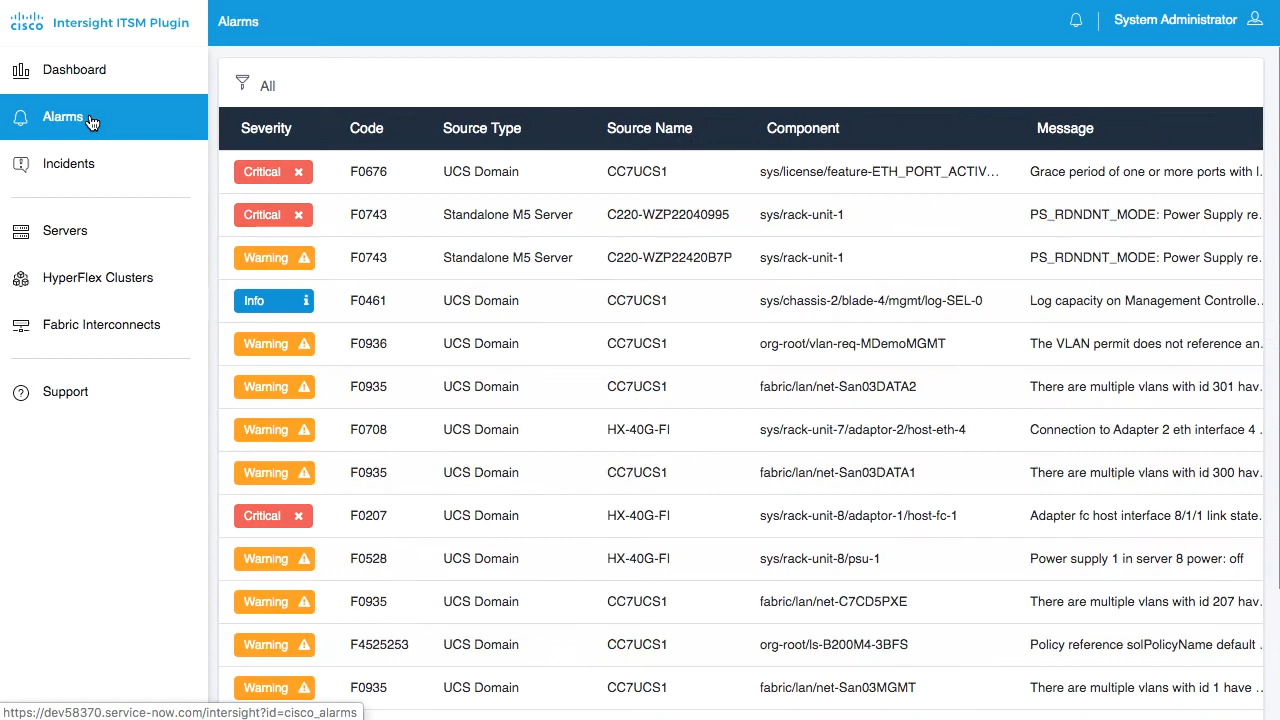 CISCO Intersight ITSM Plugin
Alarms
System Administrator
Dashboard
Alarms
Incidents
Servers
HyperFlex Clusters
Fabric Interconnects
Support
All
Severity Code Source Type Source Name Component Message
Critical F0676 UCS Domain CC7UCS1 sys/license/feature-ETH_PORT_ACTIV... Grace period of one or more ports with l.
Critical F0743 Standalone M5 Server C220-WZP22040995 sys/rack-unit-1 PS_RDNDNT_MODE: Power Supply re.
Warning F0743 Standalone M5 Server C220-WZP22420B7P sys/rack-unit-1 PS_RDNDNT_MODE: Power Supply re.
Info F0461 UCS Domain CC7UCS1 sys/chassis-2/blade-4/mgmt/log-SEL-0 Log capacity on Management Controlle..
Warning F0936 UCS Domain CC7UCS1 org-root/vlan-req-MDemoMGMT The VLAN permit does not reference an.
Warning F0935 UCS Domain CC7UCS1 fabric/lan/net-San03DATA2 There are multiple vlans with id 301 hav.
Warning F0708 UCS Domain HX-40G-FI sys/rack-unit-7/adaptor-2/host-eth-4 Connection to Adapter 2 eth interface 4 .
Warning F0935 UCS Domain CC7UCS1 fabric/lan/net-San03DATA1 There are multiple vlans with id 300 hav.
Critical F0207 UCS Domain HX-40G-FI sys/rack-unit-8/adaptor-1/host-fc-1 Adapter fc host interface 8/1/1 link state.
Warning F0528 UCS Domain HX-40G-FI sys/rack-unit-8/psu-1 Power supply 1 in server 8 power: off
Warning F0935 UCS Domain CC7UCS1 fabric/lan/net-C7CD5PXE There are multiple vlans with id 207 hav.
Warning F4525253 UCS Domain CC7UCS1 org-root/ls-B200M4-3BFS Policy reference solPolicyName default .
Warning F0935 UCS Domain CC7UCS1 fabric/lan/net-San03MGMT There are multiple vlans with id 1 have ..
https://dev58370.service-now.com/intersight?id=cisco_alarms